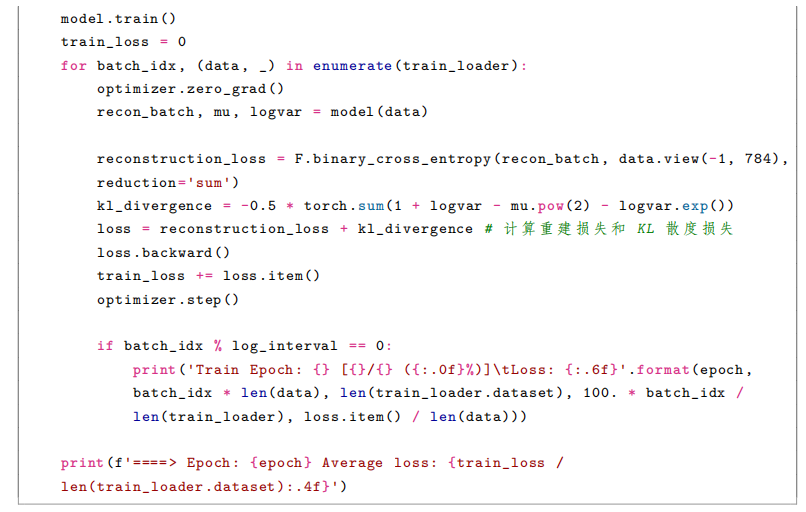 model.train()
train_loss = 0
for batch_idx, (data, _) in enumerate(train_loader):
    optimizer.zero_grad()
    recon_batch, mu, logvar = model(data)

    reconstruction_loss = F.binary_cross_entropy(recon_batch, data.view(-1, 784),
    reduction='sum')
    kl_divergence = -0.5 * torch.sum(1 + logvar - mu.pow(2) - logvar.exp())
    loss = reconstruction_loss + kl_divergence # 计算重建损失和 KL 散度损失
    loss.backward()
    train_loss += loss.item()
    optimizer.step()

    if batch_idx % log_interval == 0:
        print('Train Epoch: {} [{}/{} ({:.0f}%)]\tLoss: {:.6f}'.format(epoch,
        batch_idx * len(data), len(train_loader.dataset), 100. * batch_idx /
        len(train_loader), loss.item() / len(data)))

print(f'====> Epoch: {epoch} Average loss: {train_loss /
len(train_loader.dataset):.4f}')